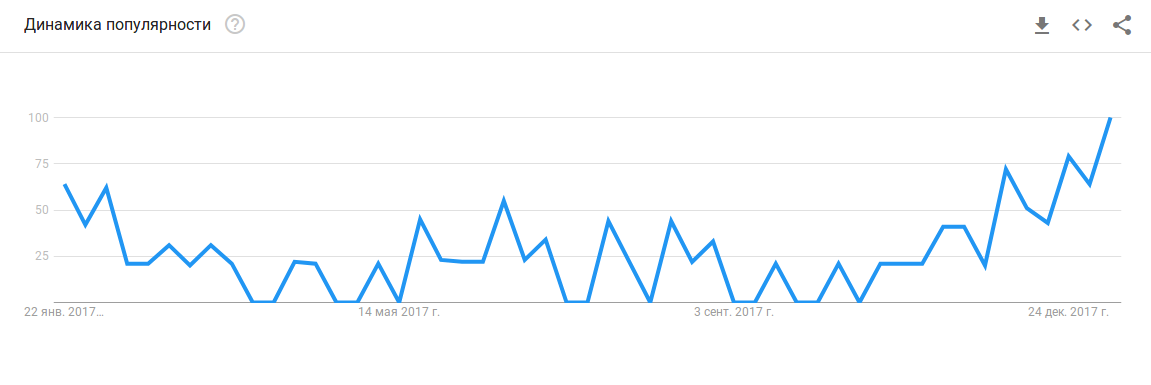 Динамика популярности
100
75
50
25
22 янв. 2017…
14 мая 2017 г.
3 сент. 2017 г.
24 дек. 2017 г.